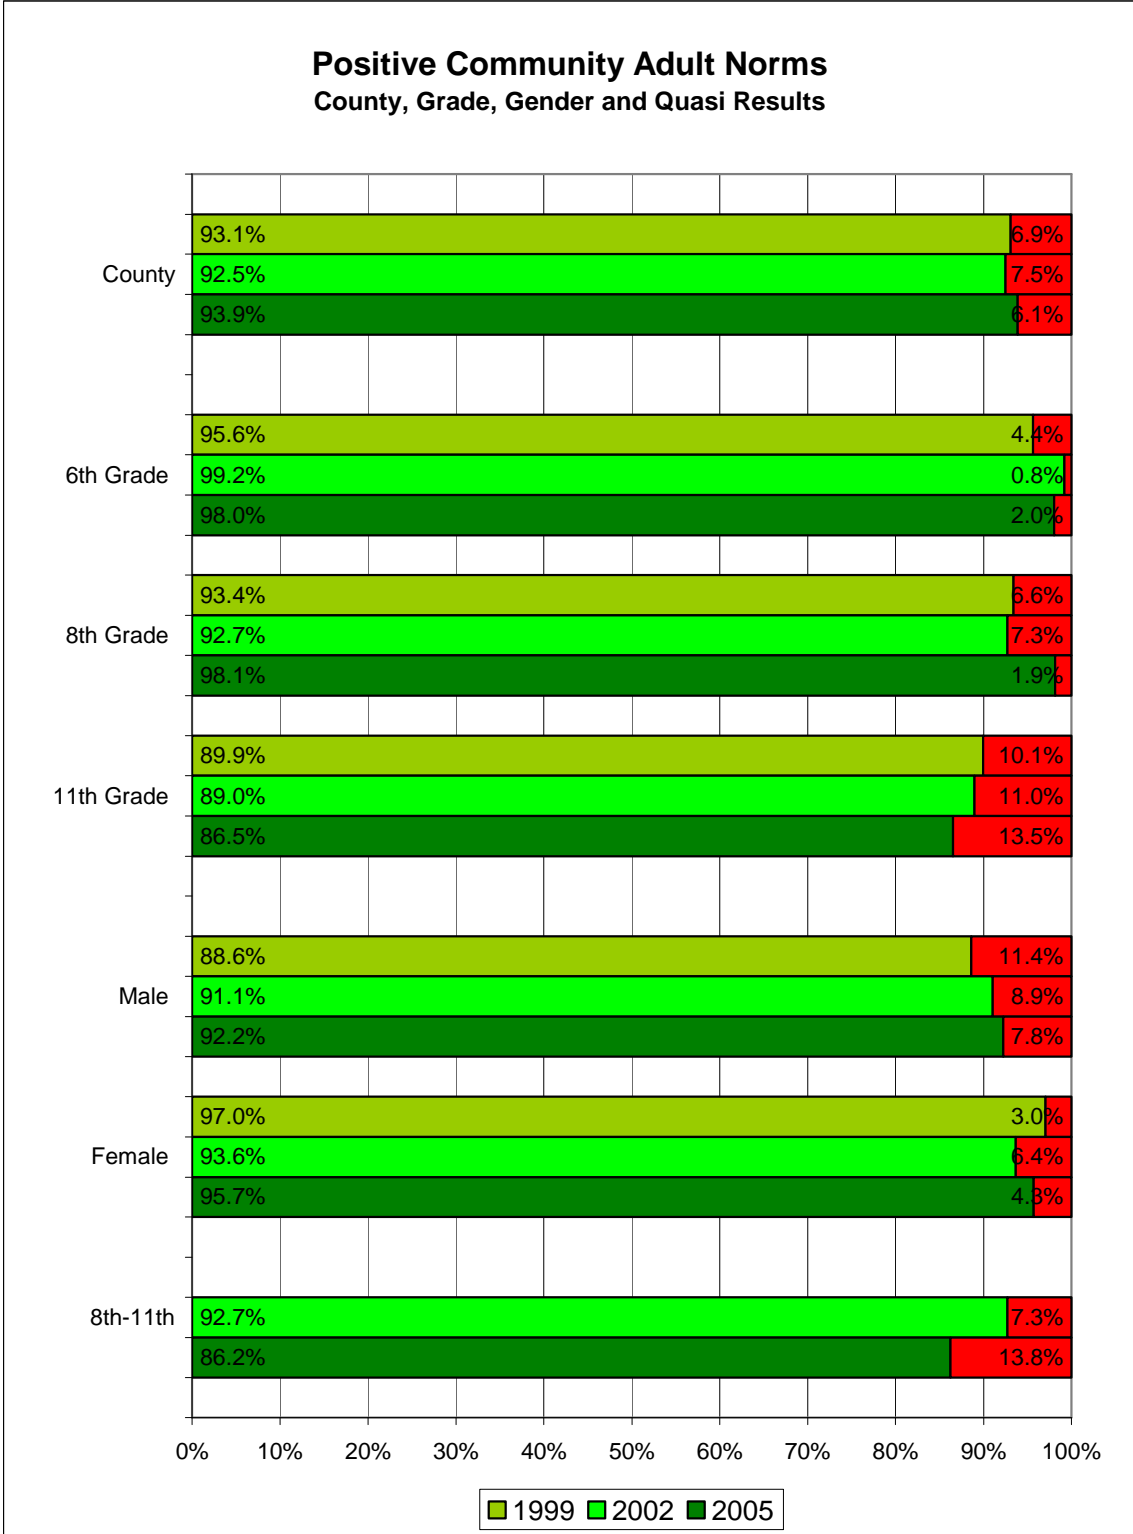 Positive Community Adult Norms
County, Grade, Gender and Quasi Results
93.1% 6.9%
County 92.5% 7.5%
93.9% 6.1%
95.6% 4.4%
6th Grade 99.2% 0.8%
98.0% 2.0%
93.4% 6.6%
8th Grade 92.7% 7.3%
98.1% 1.9%
89.9% 10.1%
11th Grade 89.0% 11.0%
86.5% 13.5%
88.6% 11.4%
Male 91.1% 8.9%
92.2% 7.8%
97.0% 3.0%
Female 93.6% 6.4%
95.7% 4.3%
8th-11th 92.7% 7.3%
86.2% 13.8%
0% 10% 20% 30% 40% 50% 60% 70% 80% 90% 100%
1999 2002 2005